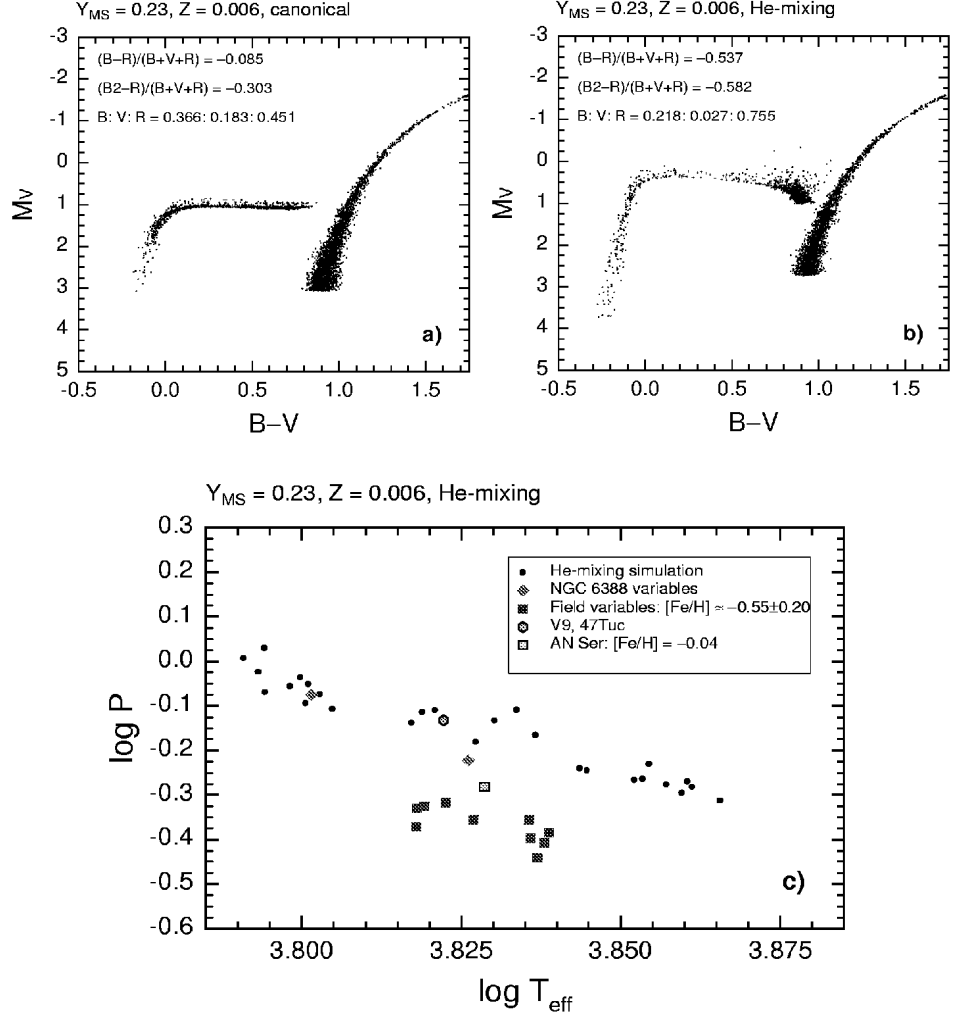 Y_MS = 0.23, Z = 0.006, canonical
-3
-2
-1
0
1
2
3
4
5
M_V
(B–R)/(B+V+R) = –0.085
(B2–R)/(B+V+R) = –0.303
B: V: R = 0.366: 0.183: 0.451
a)
-0.5 0.0 0.5 1.0 1.5
B–V
Y_MS = 0.23, Z = 0.006, He-mixing
-3
-2
-1
0
1
2
3
4
5
M_V
(B–R)/(B+V+R) = –0.537
(B2–R)/(B+V+R) = –0.582
B: V: R = 0.218: 0.027: 0.755
b)
-0.5 0.0 0.5 1.0 1.5
B–V
Y_MS = 0.23, Z = 0.006, He-mixing
0.3
0.2
0.1
0.0
-0.1
-0.2
-0.3
-0.4
-0.5
-0.6
log P
He-mixing simulation
NGC 6388 variables
Field variables: [Fe/H] ≃ –0.55±0.20
V9, 47Tuc
AN Ser: [Fe/H] = –0.04
c)
3.800 3.825 3.850 3.875
log T_eff